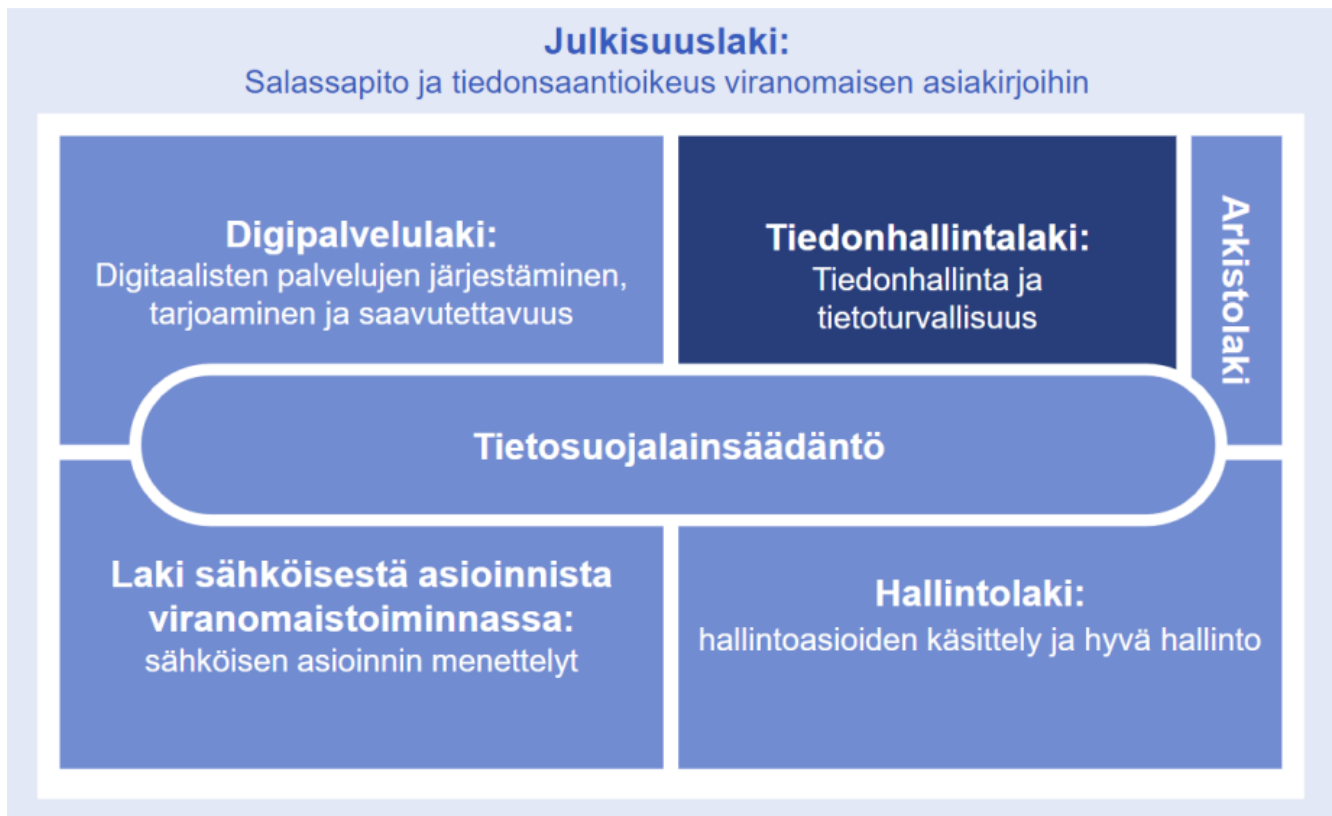 Julkisuuslaki:
Salassapito ja tiedonsaantioikeus viranomaisen asiakirjoihin
Digipalvelulaki:
Digitaalisten palvelujen järjestäminen,
tarjoaminen ja saavutettavuus
Tiedonhallintalaki:
Tiedonhallinta ja
tietoturvallisuus
Arkistolaki
Tietosuojalainsäädäntö
Laki sähköisestä asioinnista
viranomaistoiminnassa:
sähköisen asioinnin menettelyt
Hallintolaki:
hallintoasioiden käsittely ja hyvä hallinto